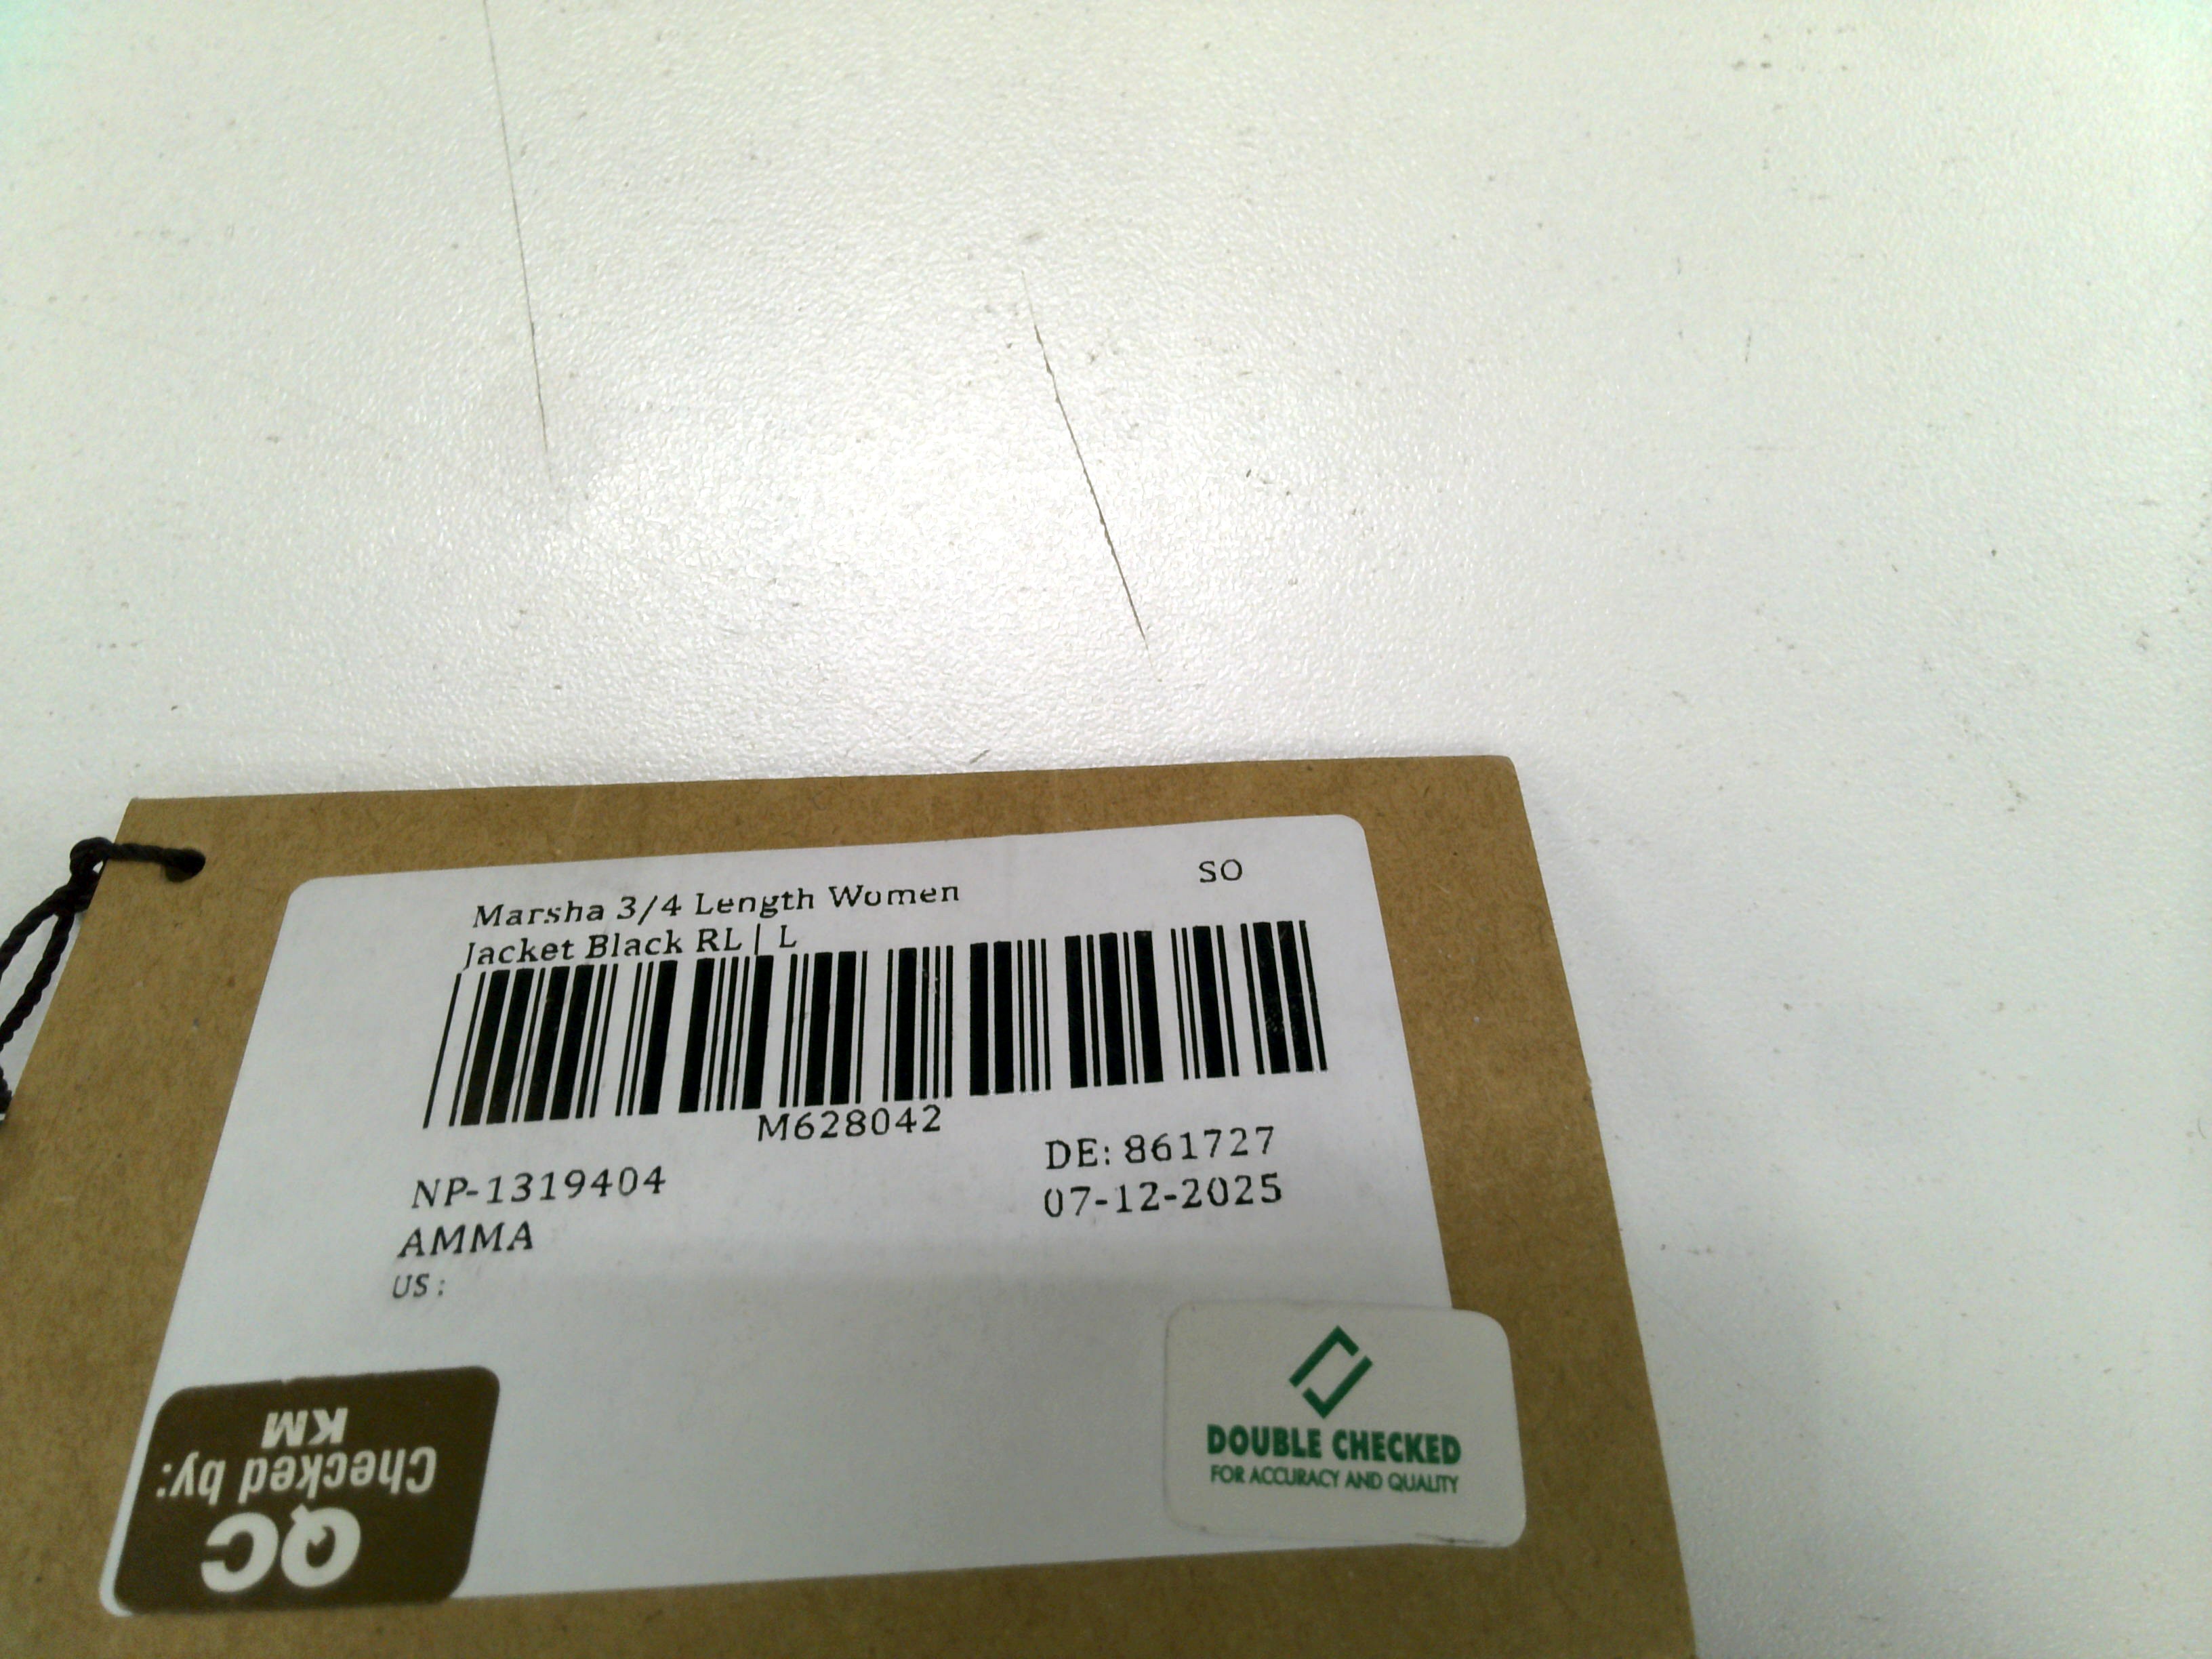 SO
Marsha 3/4 Length Women
Jacket Black RL | L
M628042
NP-1319404
DE: 861727
AMMA
07-12-2025
US :
QC
Checked by:
KM
DOUBLE CHECKED
FOR ACCURACY AND QUALITY